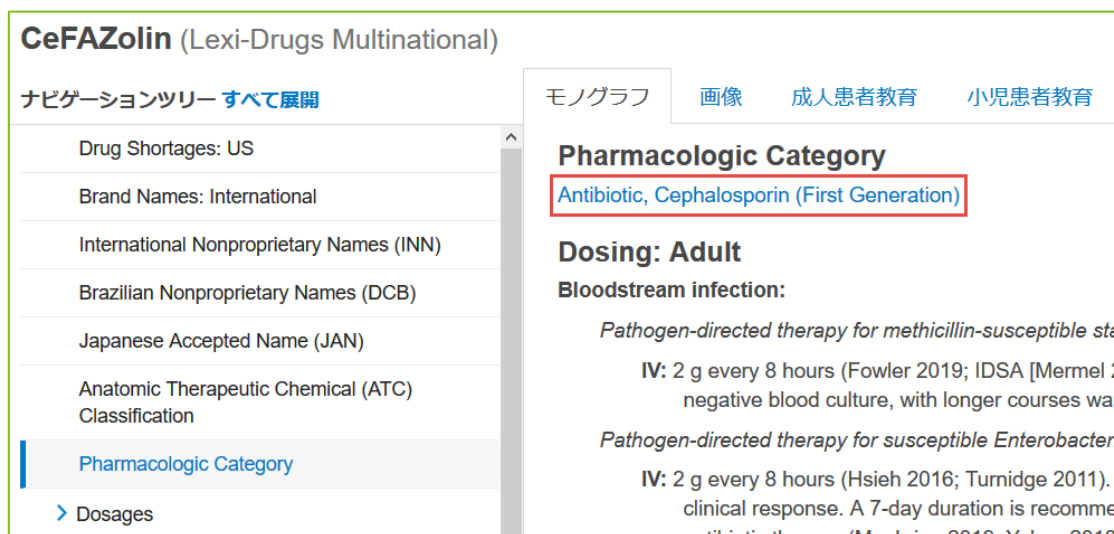 CeFAZolin (Lexi-Drugs Multinational)
ナビゲーションツリー すべて展開
Drug Shortages: US
Brand Names: International
International Nonproprietary Names (INN)
Brazilian Nonproprietary Names (DCB)
Japanese Accepted Name (JAN)
Anatomic Therapeutic Chemical (ATC)
Classification
Pharmacologic Category
Dosages
モノグラフ 画像 成人患者教育 小児患者教育
Pharmacologic Category
Antibiotic, Cephalosporin (First Generation)
Dosing: Adult
Bloodstream infection:
Pathogen-directed therapy for methicillin-susceptible
IV: 2 g every 8 hours (Fowler 2019; IDSA [Mermel
negative blood culture, with longer courses
Pathogen-directed therapy for susceptible
IV: 2 g every 8 hours (Hsieh 2016; Turnidge 2011).
clinical response. A 7-day duration is